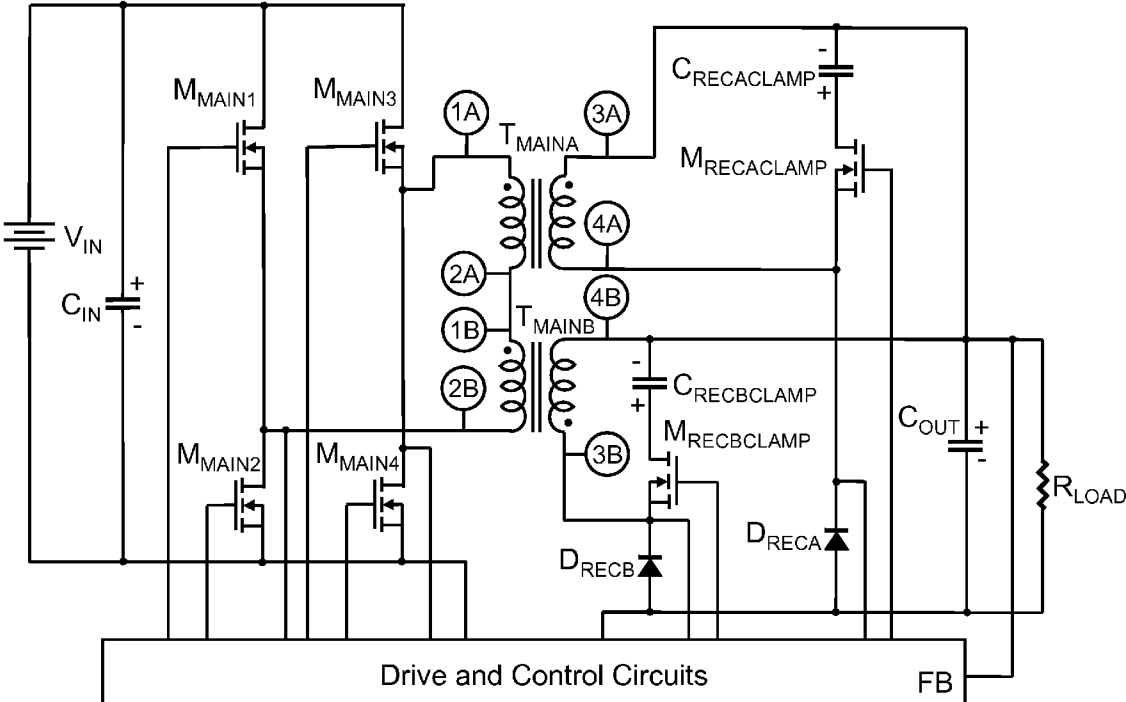 -
C_RECACLAMP
+
M_MAIN1
M_MAIN3
1A
3A
T_MAINA
M_RECACLAMP
V_IN
4A
2A
4B
C_IN
+
-
1B
T_MAINB
-
C_RECBCLAMP
+
2B
M_RECBCLAMP
C_OUT
+
-
M_MAIN2
M_MAIN4
3B
R_LOAD
D_RECB
D_RECA
Drive and Control Circuits
FB